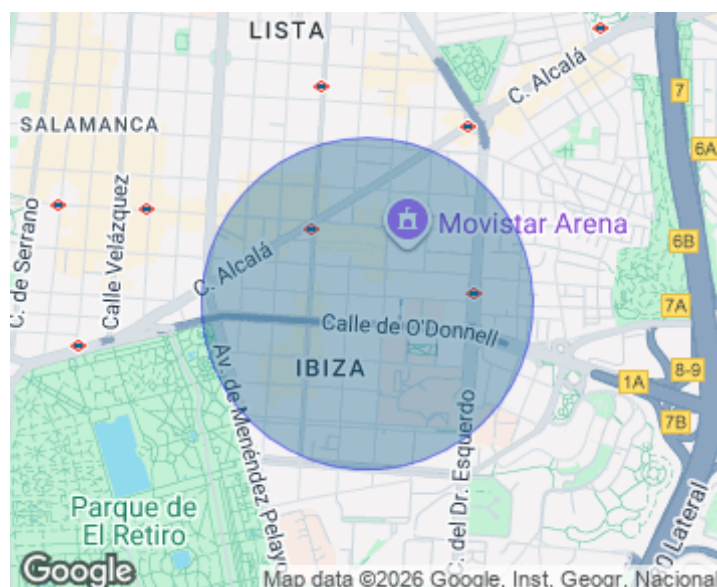 LISTA
C. Alcalá
7
SALAMANCA
6A
Calle Velázquez
C. de Serrano
Movistar Arena
6B
C. Alcalá
7A
Calle de O'Donnell
IBIZA
8-9
1A
7B
Av. de Menéndez Pelayo
C. del Dr. Esquerdo
Parque de
El Retiro
O Lateral
Google
Map data ©2026 Google, Inst. Geogr. Nacional